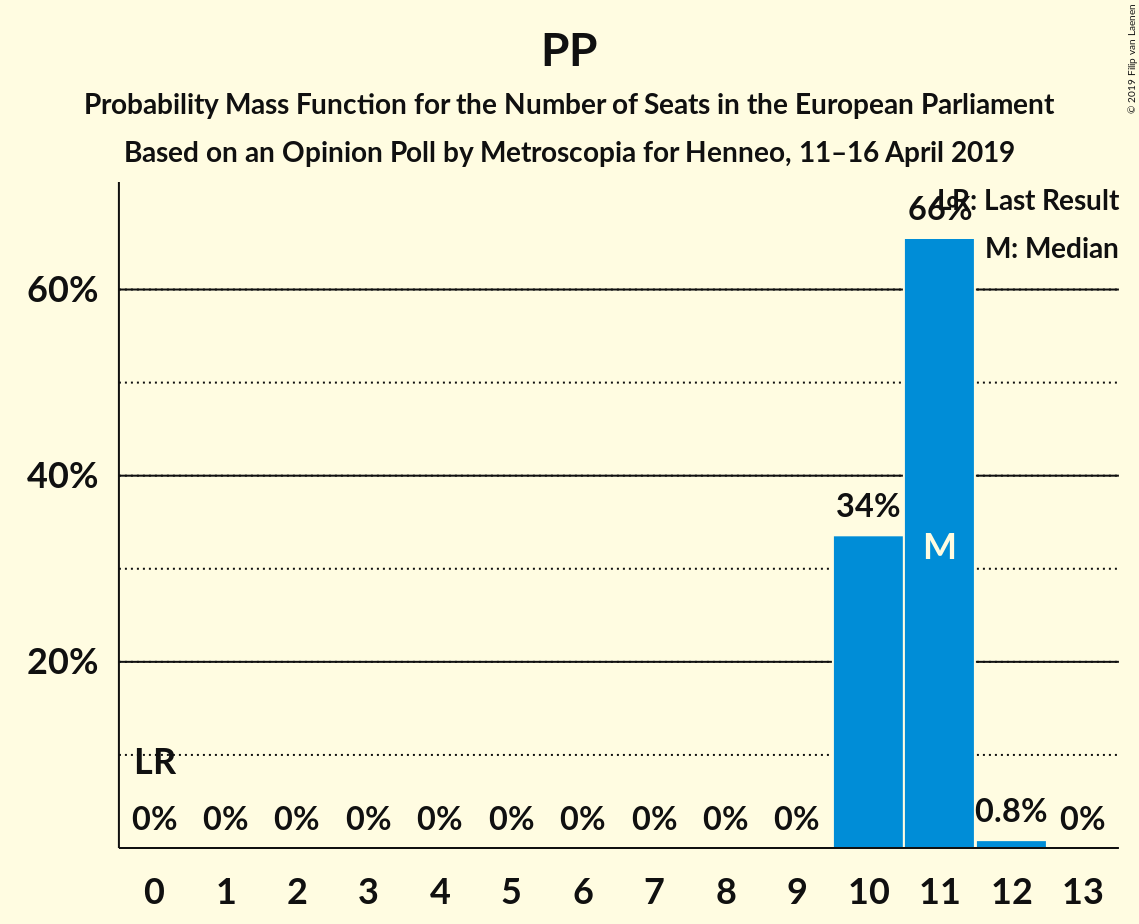 PP
Probability Mass Function for the Number of Seats in the European Parliament
Based on an Opinion Poll by Metroscopia for Henneo, 11–16 April 2019
© 2019 Filip van Laenen
LR: Last Result
66%
M: Median
60%
40%
34%
M
20%
LR
0% 0% 0% 0% 0% 0% 0% 0% 0% 0% 0.8% 0%
0 1 2 3 4 5 6 7 8 9 10 11 12 13